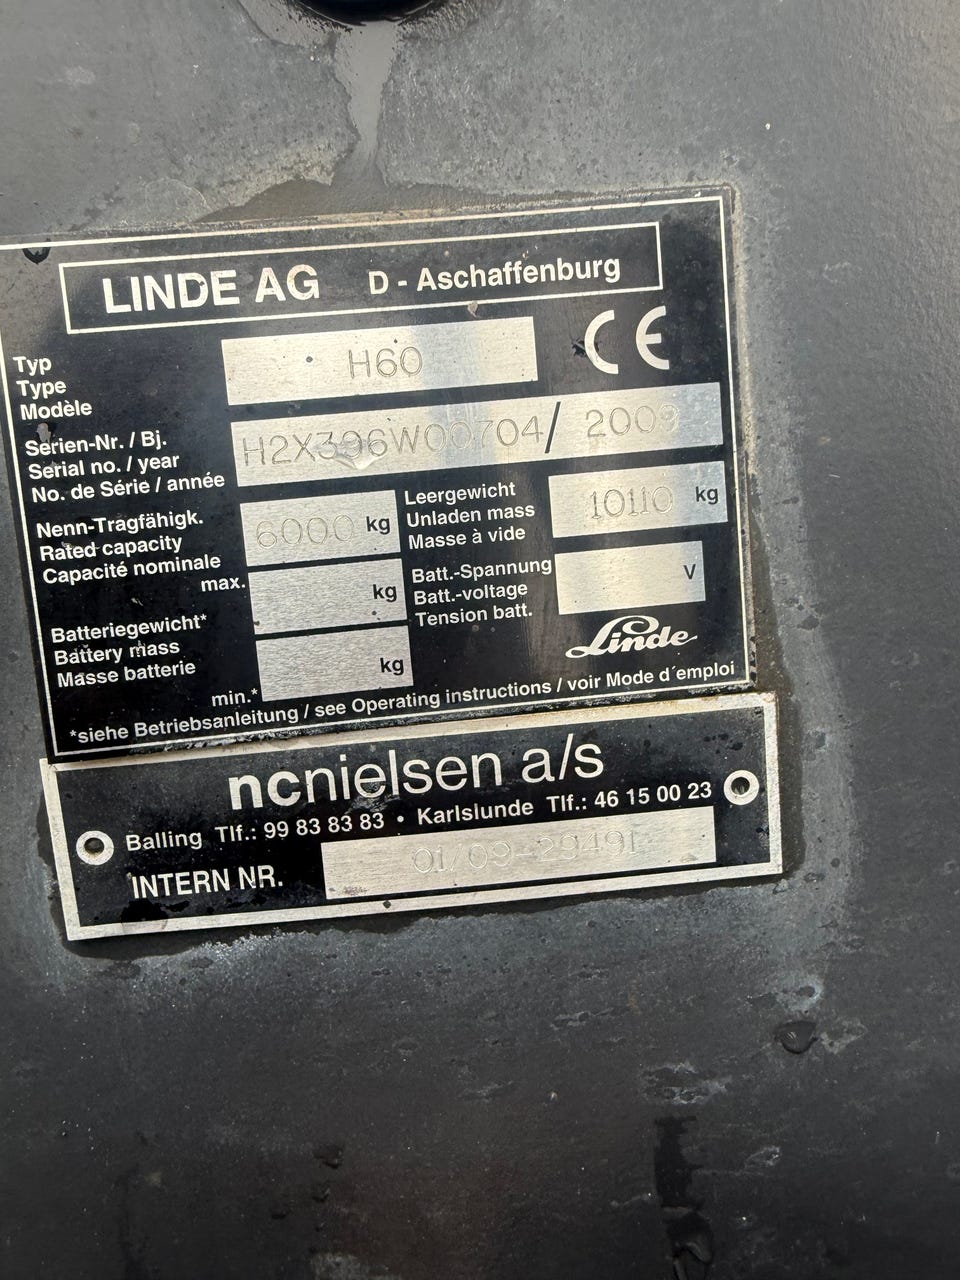 LINDE AG D - Aschaffenburg
Typ
Type
Modèle
H60
CE
Serien-Nr. / Bj.
Serial no. / year
No. de Série / année
H2X396W00704/ 2009
Nenn-Tragfähigk.
Rated capacity
Capacité nominale
6000 kg
Leergewicht
Unladen mass
Masse à vide
10110 kg
max.
kg
Batteriegewicht*
Battery mass
Masse batterie
min.*
kg
Batt.-Spannung
Batt.-voltage
Tension batt.
V
Linde
*siehe Betriebsanleitung / see Operating instructions / voir Mode d´emploi
ncnielsen a/s
Balling Tlf.: 99 83 83 83 • Karlslunde Tlf.: 46 15 00 23
INTERN NR. 01/09-29491